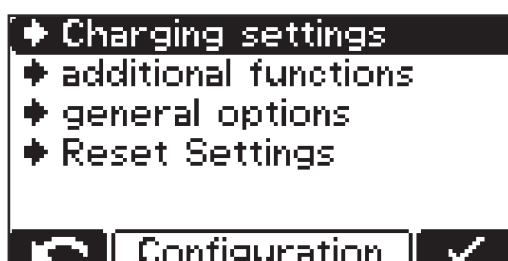 Charging settings
additional functions
general options
Reset Settings
Configuration